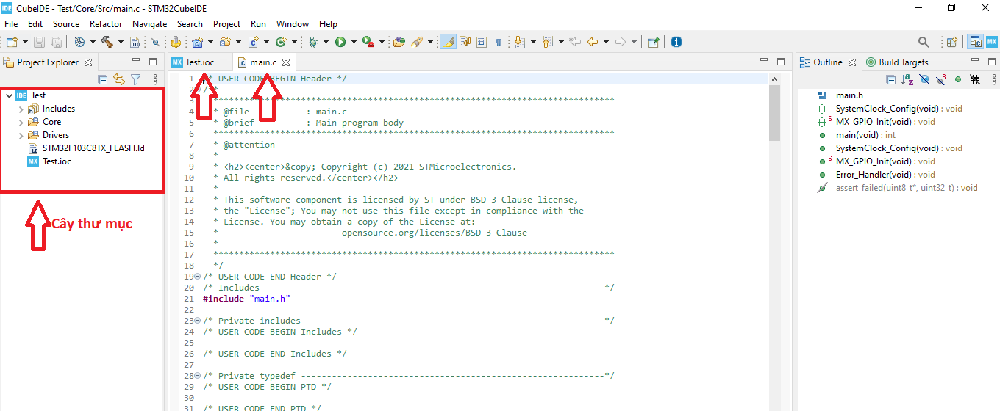 IDE CubeIDE - Test/Core/Src/main.c - STM32CubeIDE
File Edit Source Refactor Navigate Search Project Run Window Help
Project Explorer
MX Test.ioc
main.c
Outline
Build Targets
IDE Test
Includes
Core
Drivers
STM32F103C8TX_FLASH.ld
MX Test.ioc
Cây thư mục
1 /* USER CODE BEGIN Header */
2 /**
3 ******************************************************************************
4 * @file : main.c
5 * @brief : Main program body
6 ******************************************************************************
7 * @attention
8 *
9 * <h2><center>&copy; Copyright (c) 2021 STMicroelectronics.
10 * All rights reserved.</center></h2>
11 *
12 * This software component is licensed by ST under BSD 3-Clause license,
13 * the "License"; You may not use this file except in compliance with the
14 * License. You may obtain a copy of the License at:
15 * opensource.org/licenses/BSD-3-Clause
16 *
17 ******************************************************************************
18 */
19 /* USER CODE END Header */
20 /* Includes ------------------------------------------------------------------*/
21 #include "main.h"
22
23 /* Private includes ----------------------------------------------------------*/
24 /* USER CODE BEGIN Includes */
25
26 /* USER CODE END Includes */
27
28 /* Private typedef -----------------------------------------------------------*/
29 /* USER CODE BEGIN PTD */
30
31 /* USER CODE END PTD */
main.h
SystemClock_Config(void) : void
S MX_GPIO_Init(void) : void
main(void) : int
SystemClock_Config(void) : void
S MX_GPIO_Init(void) : void
Error_Handler(void) : void
assert_failed(uint8_t*, uint32_t) : void